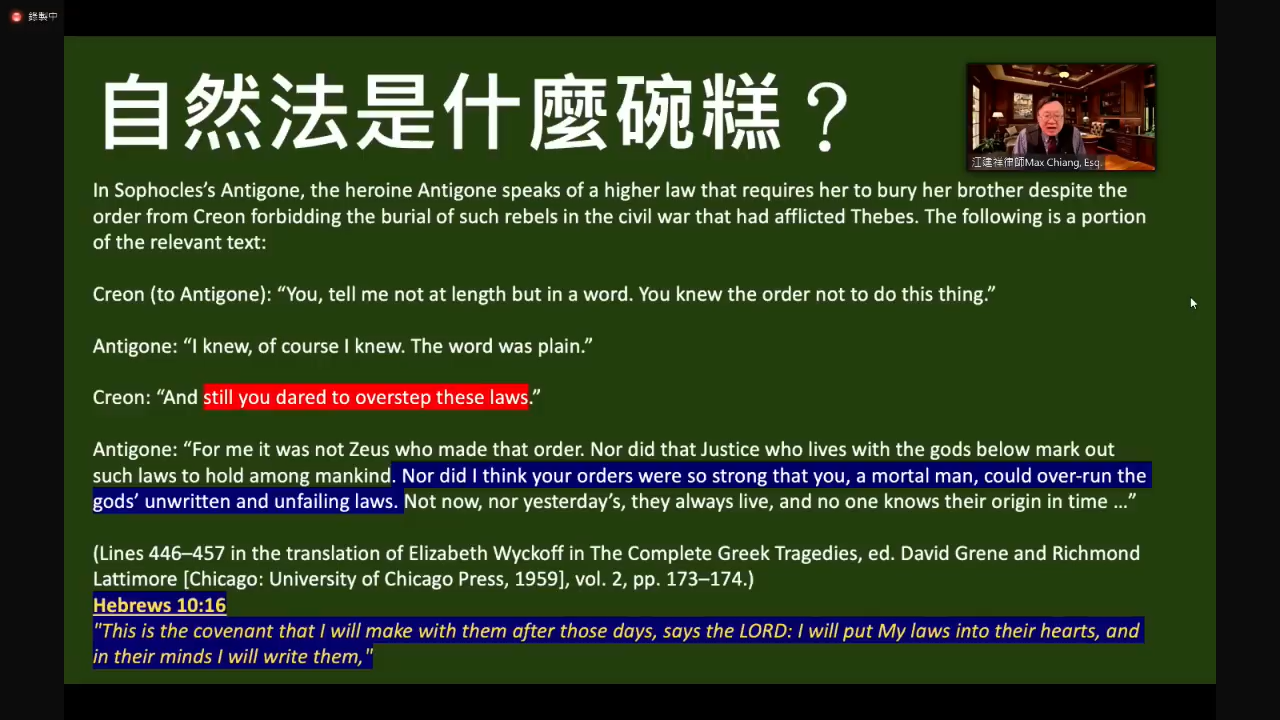 錄製中
自然法是什麼碗糕？
江建祥律師Max Chiang, Esq.
In Sophocles’s Antigone, the heroine Antigone speaks of a higher law that requires her to bury her brother despite the
order from Creon forbidding the burial of such rebels in the civil war that had afflicted Thebes. The following is a portion
of the relevant text:
Creon (to Antigone): “You, tell me not at length but in a word. You knew the order not to do this thing.”
Antigone: “I knew, of course I knew. The word was plain.”
Creon: “And still you dared to overstep these laws.”
Antigone: “For me it was not Zeus who made that order. Nor did that Justice who lives with the gods below mark out
such laws to hold among mankind. Nor did I think your orders were so strong that you, a mortal man, could over-run the
gods’ unwritten and unfailing laws. Not now, nor yesterday’s, they always live, and no one knows their origin in time …”
(Lines 446–457 in the translation of Elizabeth Wyckoff in The Complete Greek Tragedies, ed. David Grene and Richmond
Lattimore [Chicago: University of Chicago Press, 1959], vol. 2, pp. 173–174.)
Hebrews 10:16
"This is the covenant that I will make with them after those days, says the LORD: I will put My laws into their hearts, and
in their minds I will write them,"